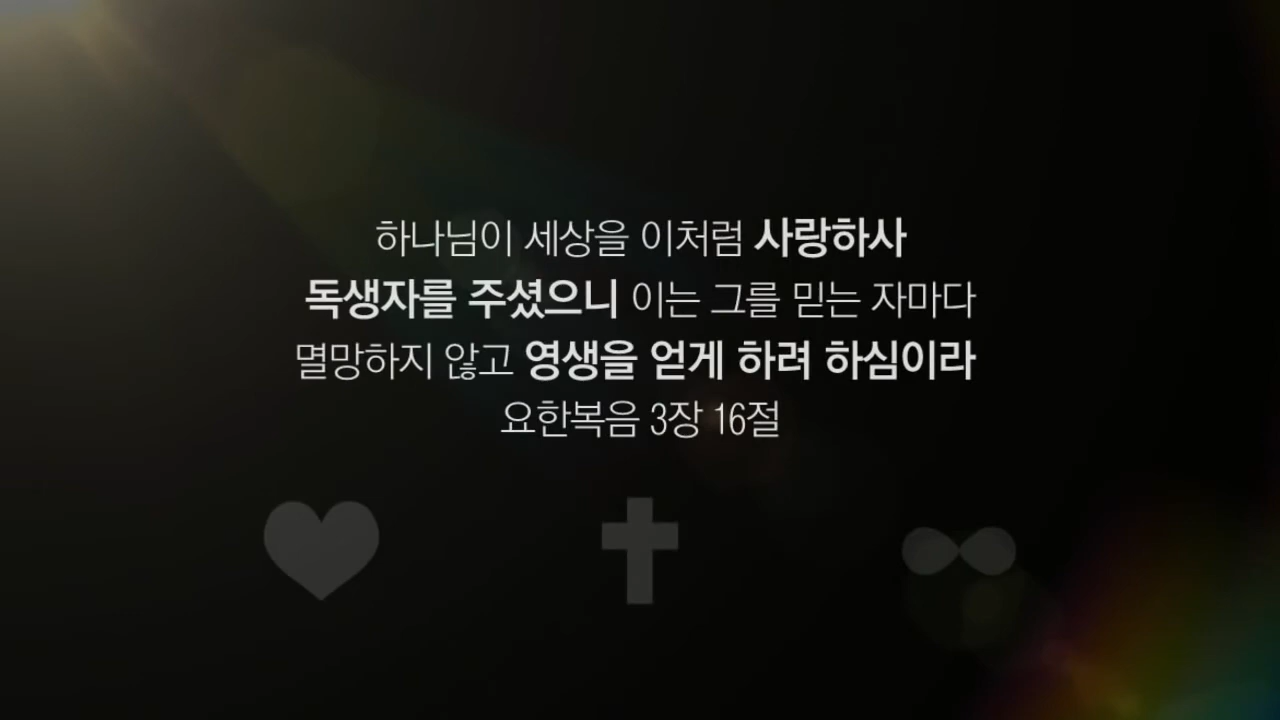 하나님이 세상을 이처럼 사랑하사
독생자를 주셨으니 이는 그를 믿는 자마다
멸망하지 않고 영생을 얻게 하려 하심이라
요한복음 3장 16절